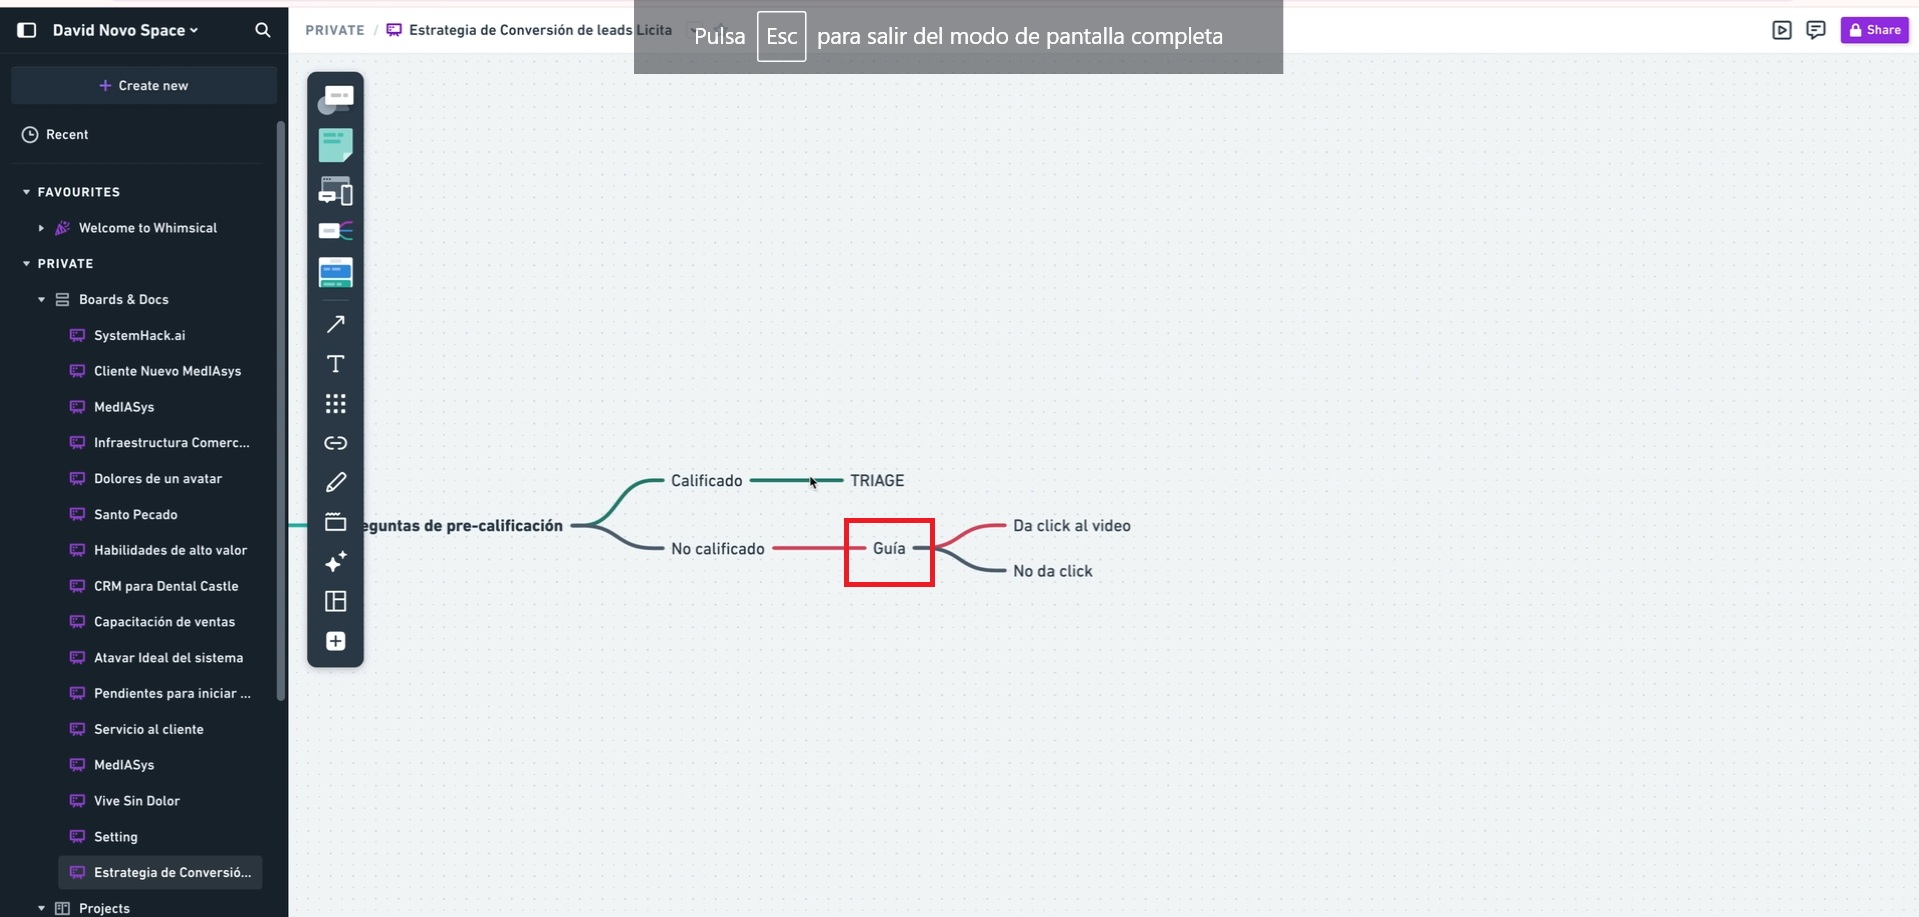 David Novo Space
PRIVATE / Estrategia de Conversión de leads Licita
Pulsa Esc para salir del modo de pantalla completa
Share
Create new
Recent
FAVOURITES
Welcome to Whimsical
PRIVATE
Boards & Docs
SystemHack.ai
Cliente Nuevo MedIAsys
MedIASys
Infraestructura Comerc...
Dolores de un avatar
Santo Pecado
Habilidades de alto valor
CRM para Dental Castle
Capacitación de ventas
Atavar Ideal del sistema
Pendientes para iniciar ...
Servicio al cliente
MedIASys
Vive Sin Dolor
Setting
Estrategia de Conversió...
Projects
eguntas de pre-calificación
Calificado
TRIAGE
No calificado
Guía
Da click al video
No da click